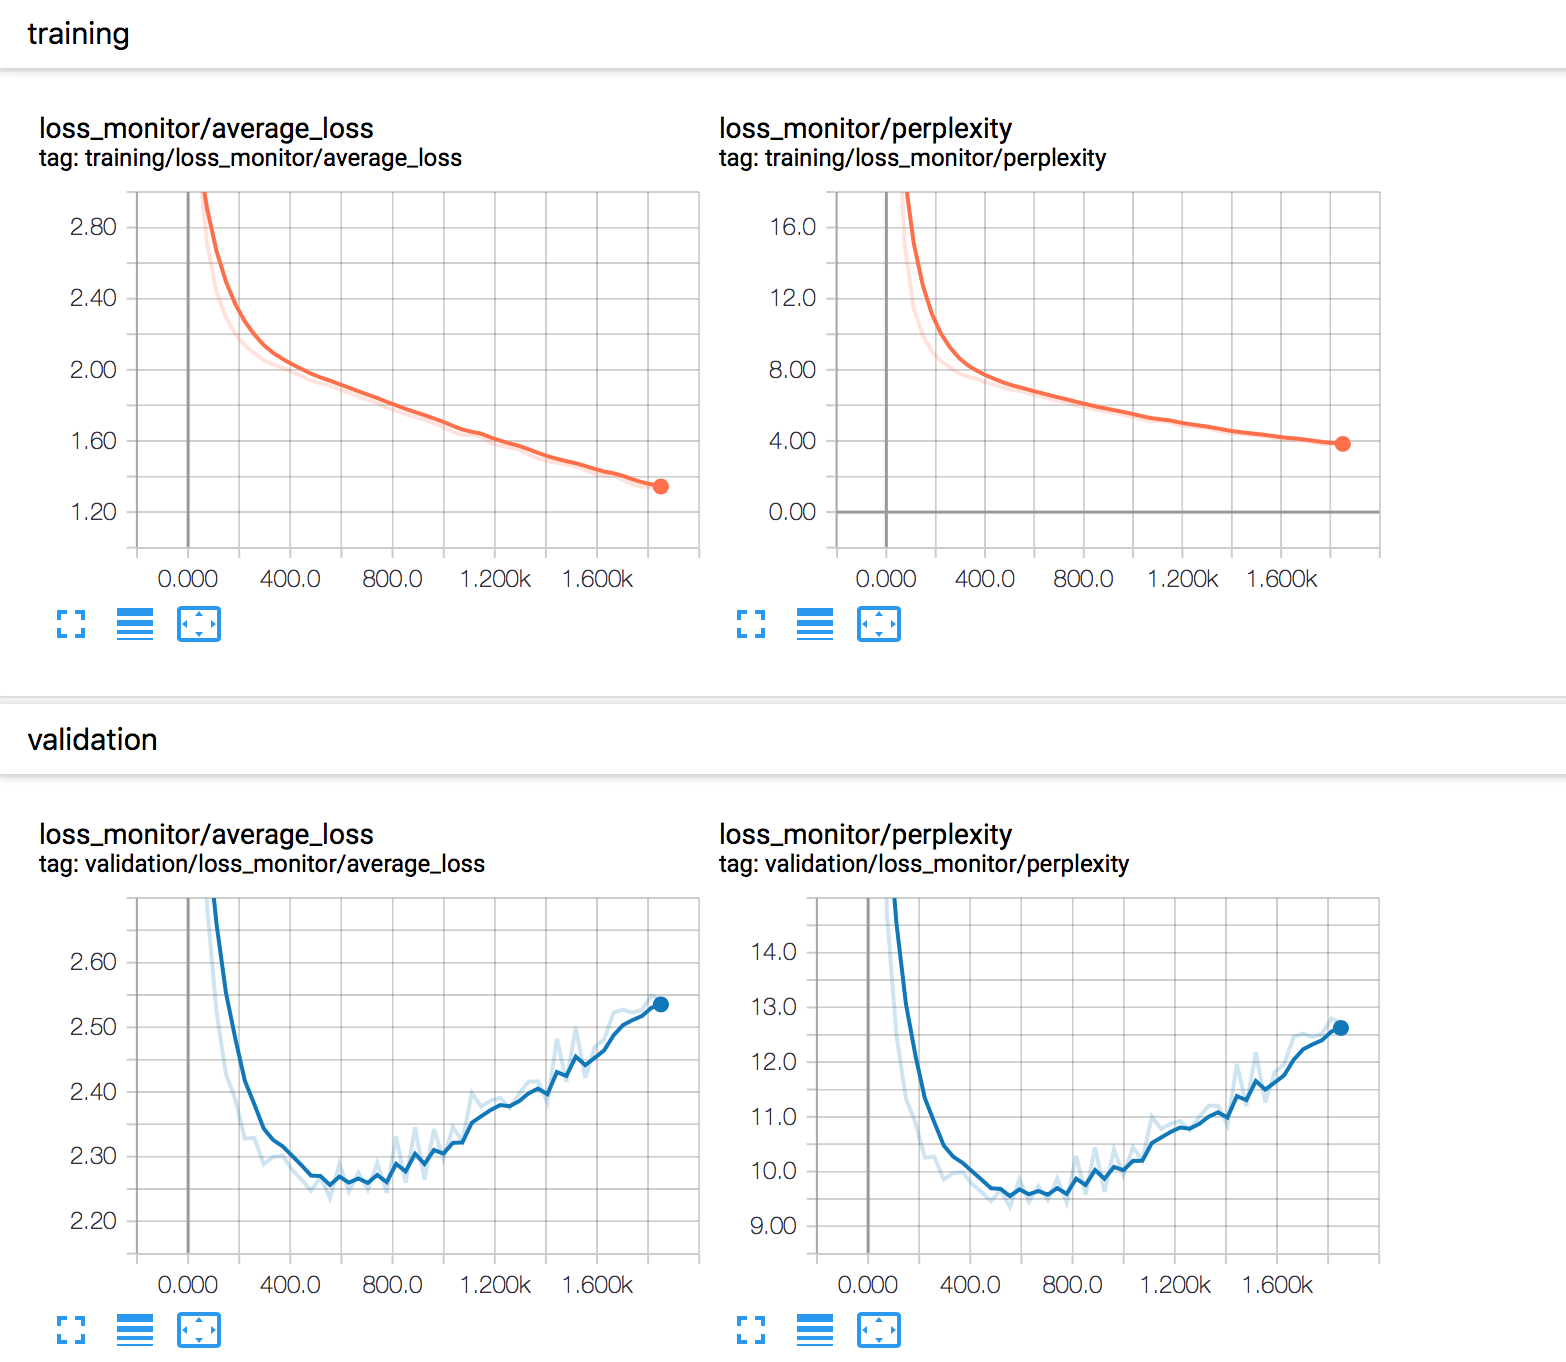 training
loss_monitor/average_loss
tag: training/loss_monitor/average_loss
2.80
2.40
2.00
1.60
1.20
0.000 400.0 800.0 1.200k 1.600k
loss_monitor/perplexity
tag: training/loss_monitor/perplexity
16.0
12.0
8.00
4.00
0.00
0.000 400.0 800.0 1.200k 1.600k
validation
loss_monitor/average_loss
tag: validation/loss_monitor/average_loss
2.60
2.50
2.40
2.30
2.20
0.000 400.0 800.0 1.200k 1.600k
loss_monitor/perplexity
tag: validation/loss_monitor/perplexity
14.0
13.0
12.0
11.0
10.0
9.00
0.000 400.0 800.0 1.200k 1.600k